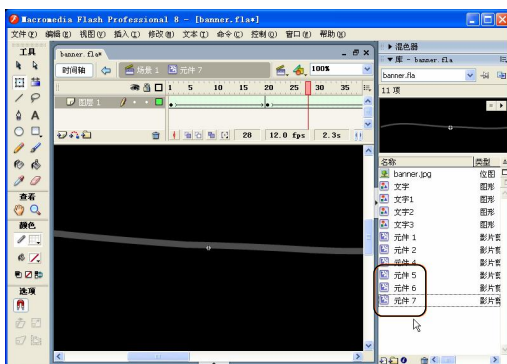 Macromedia Flash Professional 8 - [banner.fla*]
文件(F) 编辑(E) 视图(V) 插入(I) 修改(M) 文本(T) 命令(C) 控制(O) 窗口(W) 帮助(H)
工具
查看
颜色
选项
banner.fla*
时间轴 场景 1 元件 7 100%
1 5 10 15 20 25 30 35
图层 1
28 12.0 fps 2.3s
混色器
库 - banner.fla
banner.fla
11 项
名称 类型
banner.jpg 位图
文字 图形
文字1 图形
文字2 图形
文字3 图形
元件 1 影片剪
元件 2 影片剪
元件 4 影片剪
元件 5 影片剪
元件 6 影片剪
元件 7 影片剪